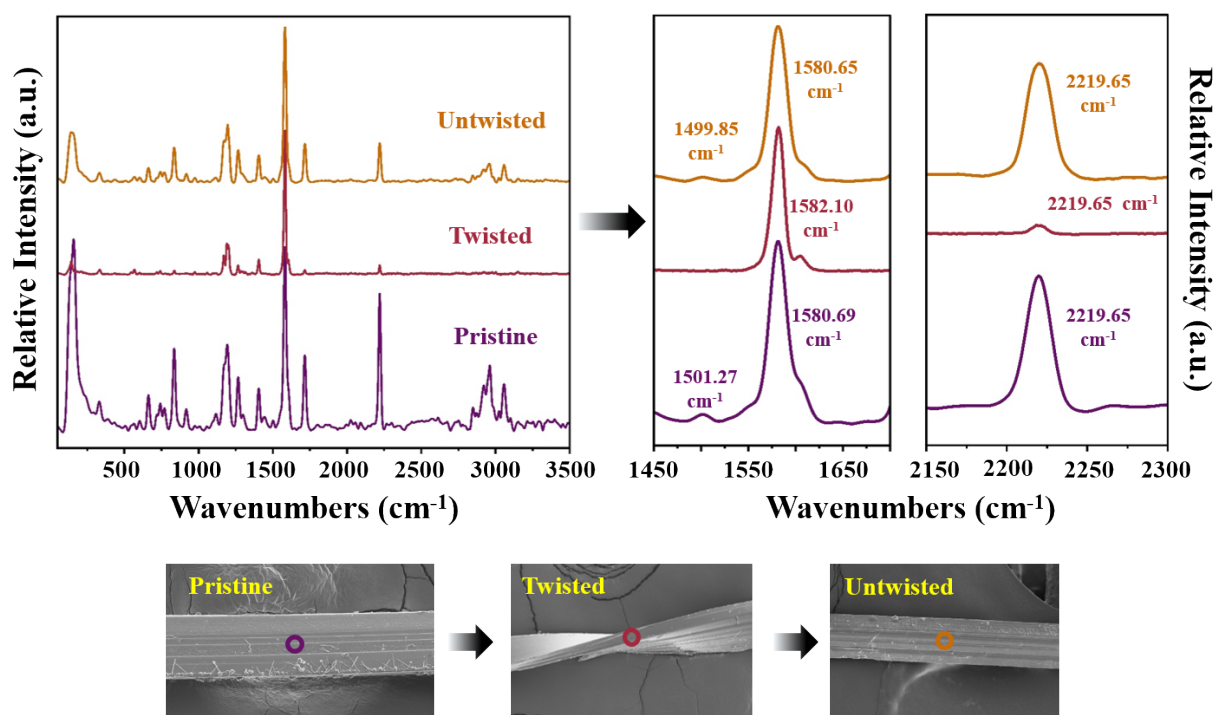 Relative Intensity (a.u.)
Untwisted
Twisted
Pristine
500 1000 1500 2000 2500 3000 3500
Wavenumbers (cm-1)
1580.65
cm-1
1499.85
cm-1
1582.10
cm-1
1580.69
cm-1
1501.27
cm-1
1450 1550 1650
2219.65
cm-1
2219.65 cm-1
2219.65
cm-1
2150 2200 2250 2300
Wavenumbers (cm-1)
Relative Intensity (a.u.)
Pristine
Twisted
Untwisted